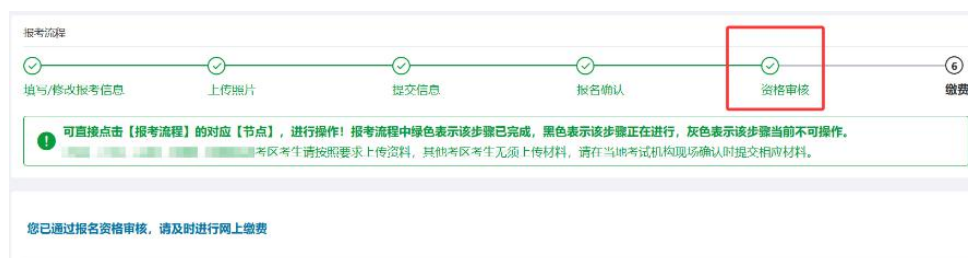 报考流程
填写/修改报考信息 上传照片 提交信息 报名确认 资格审核 6 缴费
可直接点击【报考流程】的对应【节点】，进行操作！报考流程中绿色表示该步骤已完成，黑色表示该步骤正在进行，灰色表示该步骤当前不可操作。
考区考生请按照要求上传资料，其他考区考生无须上传材料，请在当地考试机构现场确认时提交相应材料。
您已通过报名资格审核，请及时进行网上缴费